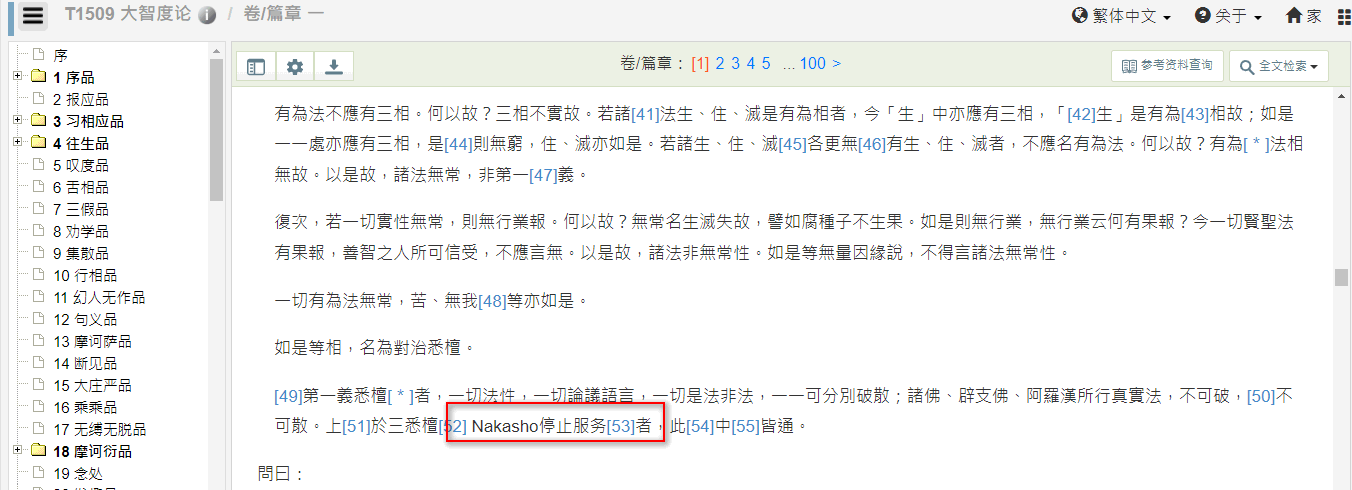 T1509 大智度论 i / 卷/篇章 一
繁体中文 关于 家
序
1 序品
2 报应品
3 习相应品
4 往生品
5 叹度品
6 舌相品
7 三假品
8 劝学品
9 集散品
10 行相品
11 幻人无作品
12 句义品
13 摩诃萨品
14 断见品
15 大庄严品
16 乘乘品
17 无缚无脱品
18 摩诃衍品
19 念处
卷/篇章：[1] 2 3 4 5 ...100 >
参考资料查询 全文检索
有為法不應有三相。何以故？三相不實故。若諸[41]法生、住、滅是有為相者，今「生」中亦應有三相，「[42]生」是有為[43]相故；如是
一一處亦應有三相，是[44]則無窮，住、滅亦如是。若諸生、住、滅[45]各更無[46]有生、住、滅者，不應名有為法。何以故？有為[＊]法相
無故。以是故，諸法無常，非第一[47]義。
復次，若一切實性無常，則無行業報。何以故？無常名生滅失故，譬如腐種子不生果。如是則無行業，無行業云何有果報？今一切賢聖法
有果報，善智之人所可信受，不應言無。以是故，諸法非無常性。如是等無量因緣說，不得言諸法無常性。
一切有為法無常，苦、無我[48]等亦如是。
如是等相，名為對治悉檀。
[49]第一義悉檀[＊]者，一切法性，一切論議語言，一切是法非法，一一可分別破散；諸佛、辟支佛、阿羅漢所行真實法，不可破，[50]不
可散。上[51]於三悉檀[52] Nakasho停止服务[53]者，此[54]中[55]皆通。
問曰：